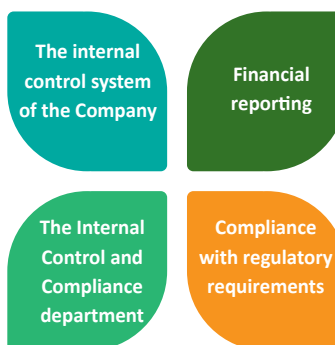 The internal
control system
of the Company
Financial
reporting
The Internal
Control and
Compliance
department
Compliance
with regulatory
requirements